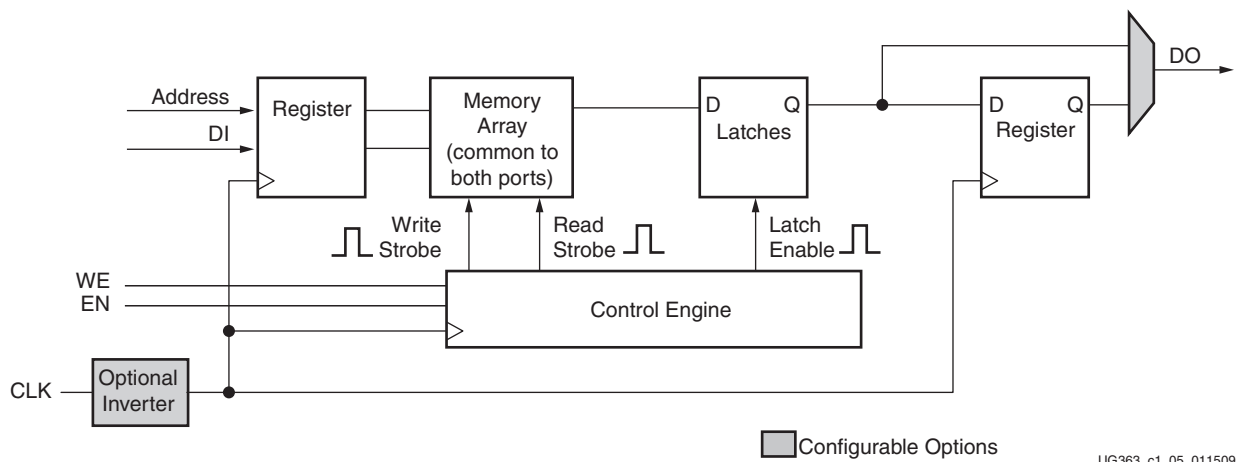 DO
Address
DI
Register
Memory
Array
(common to
both ports)
D Q
Latches
D Q
Register
Write
Strobe
Read
Strobe
Latch
Enable
WE
EN
Control Engine
CLK
Optional
Inverter
Configurable Options
UG363_c1_05_011509